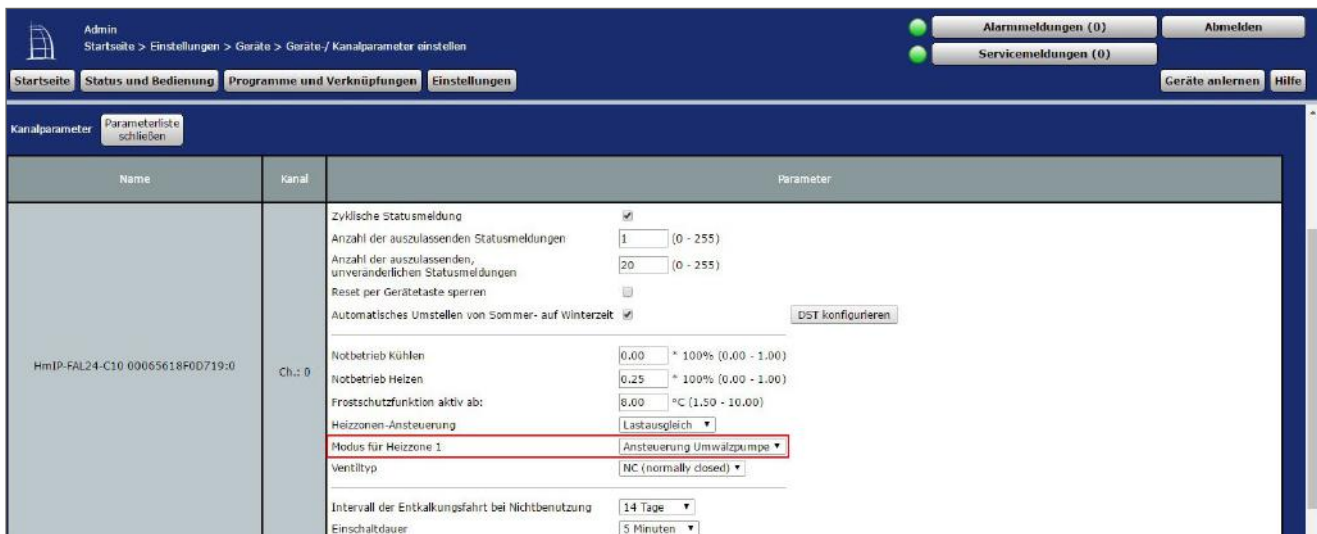 Admin
Startseite > Einstellungen > Geräte > Geräte-/ Kanalparameter einstellen
Alarmmeldungen (0)
Abmelden
Servicemeldungen (0)
Startseite
Status und Bedienung
Programme und Verknüpfungen
Einstellungen
Geräte anlernen
Hilfe
Kanalparameter
Parameterliste
schließen
Name
Kanal
Parameter
HmIP-FAL24-C10 00065618F0D719:0
Ch.: 0
Zyklische Statusmeldung
Anzahl der auszulassenden Statusmeldungen 1 (0 - 255)
Anzahl der auszulassenden,
unveränderlichen Statusmeldungen 20 (0 - 255)
Reset per Gerätetaste sperren
Automatisches Umstellen von Sommer- auf Winterzeit DST konfigurieren
Notbetrieb Kühlen 0.00 * 100% (0.00 - 1.00)
Notbetrieb Heizen 0.25 * 100% (0.00 - 1.00)
Frostschutzfunktion aktiv ab: 8.00 °C (1.50 - 10.00)
Heizzonen-Ansteuerung Lastausgleich
Modus für Heizzone 1 Ansteuerung Umwälzpumpe
Ventiltyp NC (normally closed)
Intervall der Entkalkungsfahrt bei Nichtbenutzung 14 Tage
Einschaltdauer 5 Minuten